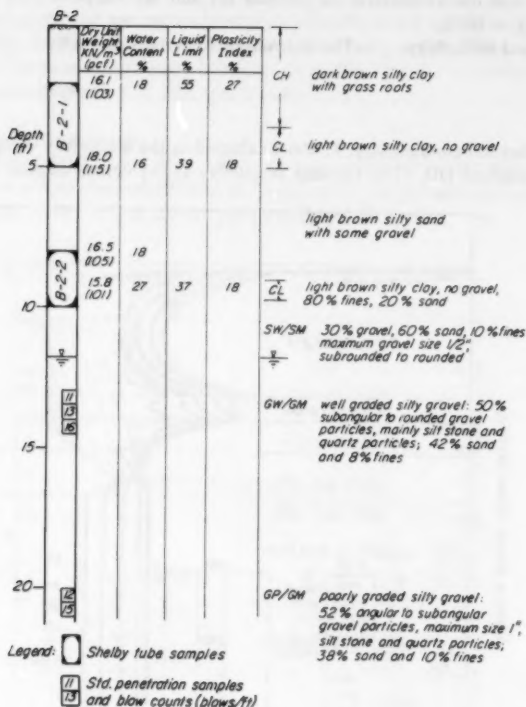 B-2
Dry Unit Weight KN/m³ (pcf)
Water Content %
Liquid Limit %
Plasticity Index %
Depth (ft)
B-2-1
16.1 (103) 18 55 27 CH dark brown silty clay
with grass roots
CL light brown silty clay, no gravel
5 18.0 (115) 16 39 18
light brown silty sand
with some gravel
B-2-2
16.5 (105) 18
15.8 (101) 27 37 18 CL light brown silty clay, no gravel,
80% fines, 20% sand
10
SW/SM 30% gravel, 60% sand, 10% fines
maximum gravel size 1/2",
subrounded to rounded
11
13
16
GW/GM well graded silty gravel: 50%
subangular to rounded gravel
particles, mainly silt stone and
quartz particles; 42% sand
and 8% fines
15
20
12
15
GP/GM poorly graded silty gravel:
52% angular to subangular
gravel particles, maximum size 1",
silt stone and quartz particles;
38% sand and 10% fines
Legend: Shelby tube samples
11
13
Std. penetration samples
and blow counts (blows/ft)